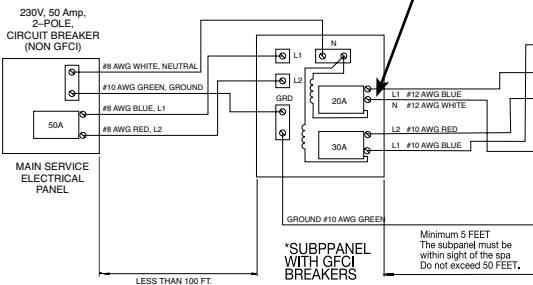 230V, 50 Amp,
2–POLE,
CIRCUIT BREAKER
(NON GFCI)
#8 AWG WHITE, NEUTRAL
#10 AWG GREEN, GROUND
#8 AWG BLUE, L1
50A
#8 AWG RED, L2
MAIN SERVICE
ELECTRICAL
PANEL
N
L1
L2
GRD
20A
L1 #12 AWG BLUE
N #12 AWG WHITE
L2 #10 AWG RED
30A
L1 #10 AWG BLUE
GROUND #10 AWG GREEN
*SUBPPANEL
WITH GFCI
BREAKERS
Minimum 5 FEET
The subpanel must be
within sight of the spa
Do not exceed 50 FEET.
LESS THAN 100 FT.